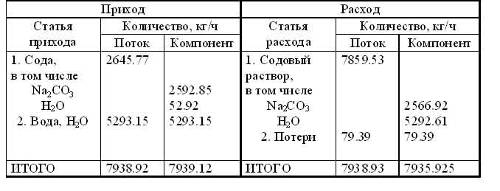 Приход Расход
Статья прихода Количество, кг/ч Статья расхода Количество, кг/ч
Поток Компонент Поток Компонент
1. Сода, 2645.77 1. Содовый 7859.53
в том числе раствор,
Na₂CO₃ 2592.85 в том числе
H₂O 52.92 Na₂CO₃ 2566.92
2. Вода, H₂O 5293.15 5293.15 H₂O 5292.61
2. Потери 79.39 79.39
ИТОГО 7938.92 7939.12 ИТОГО 7938.93 7935.925